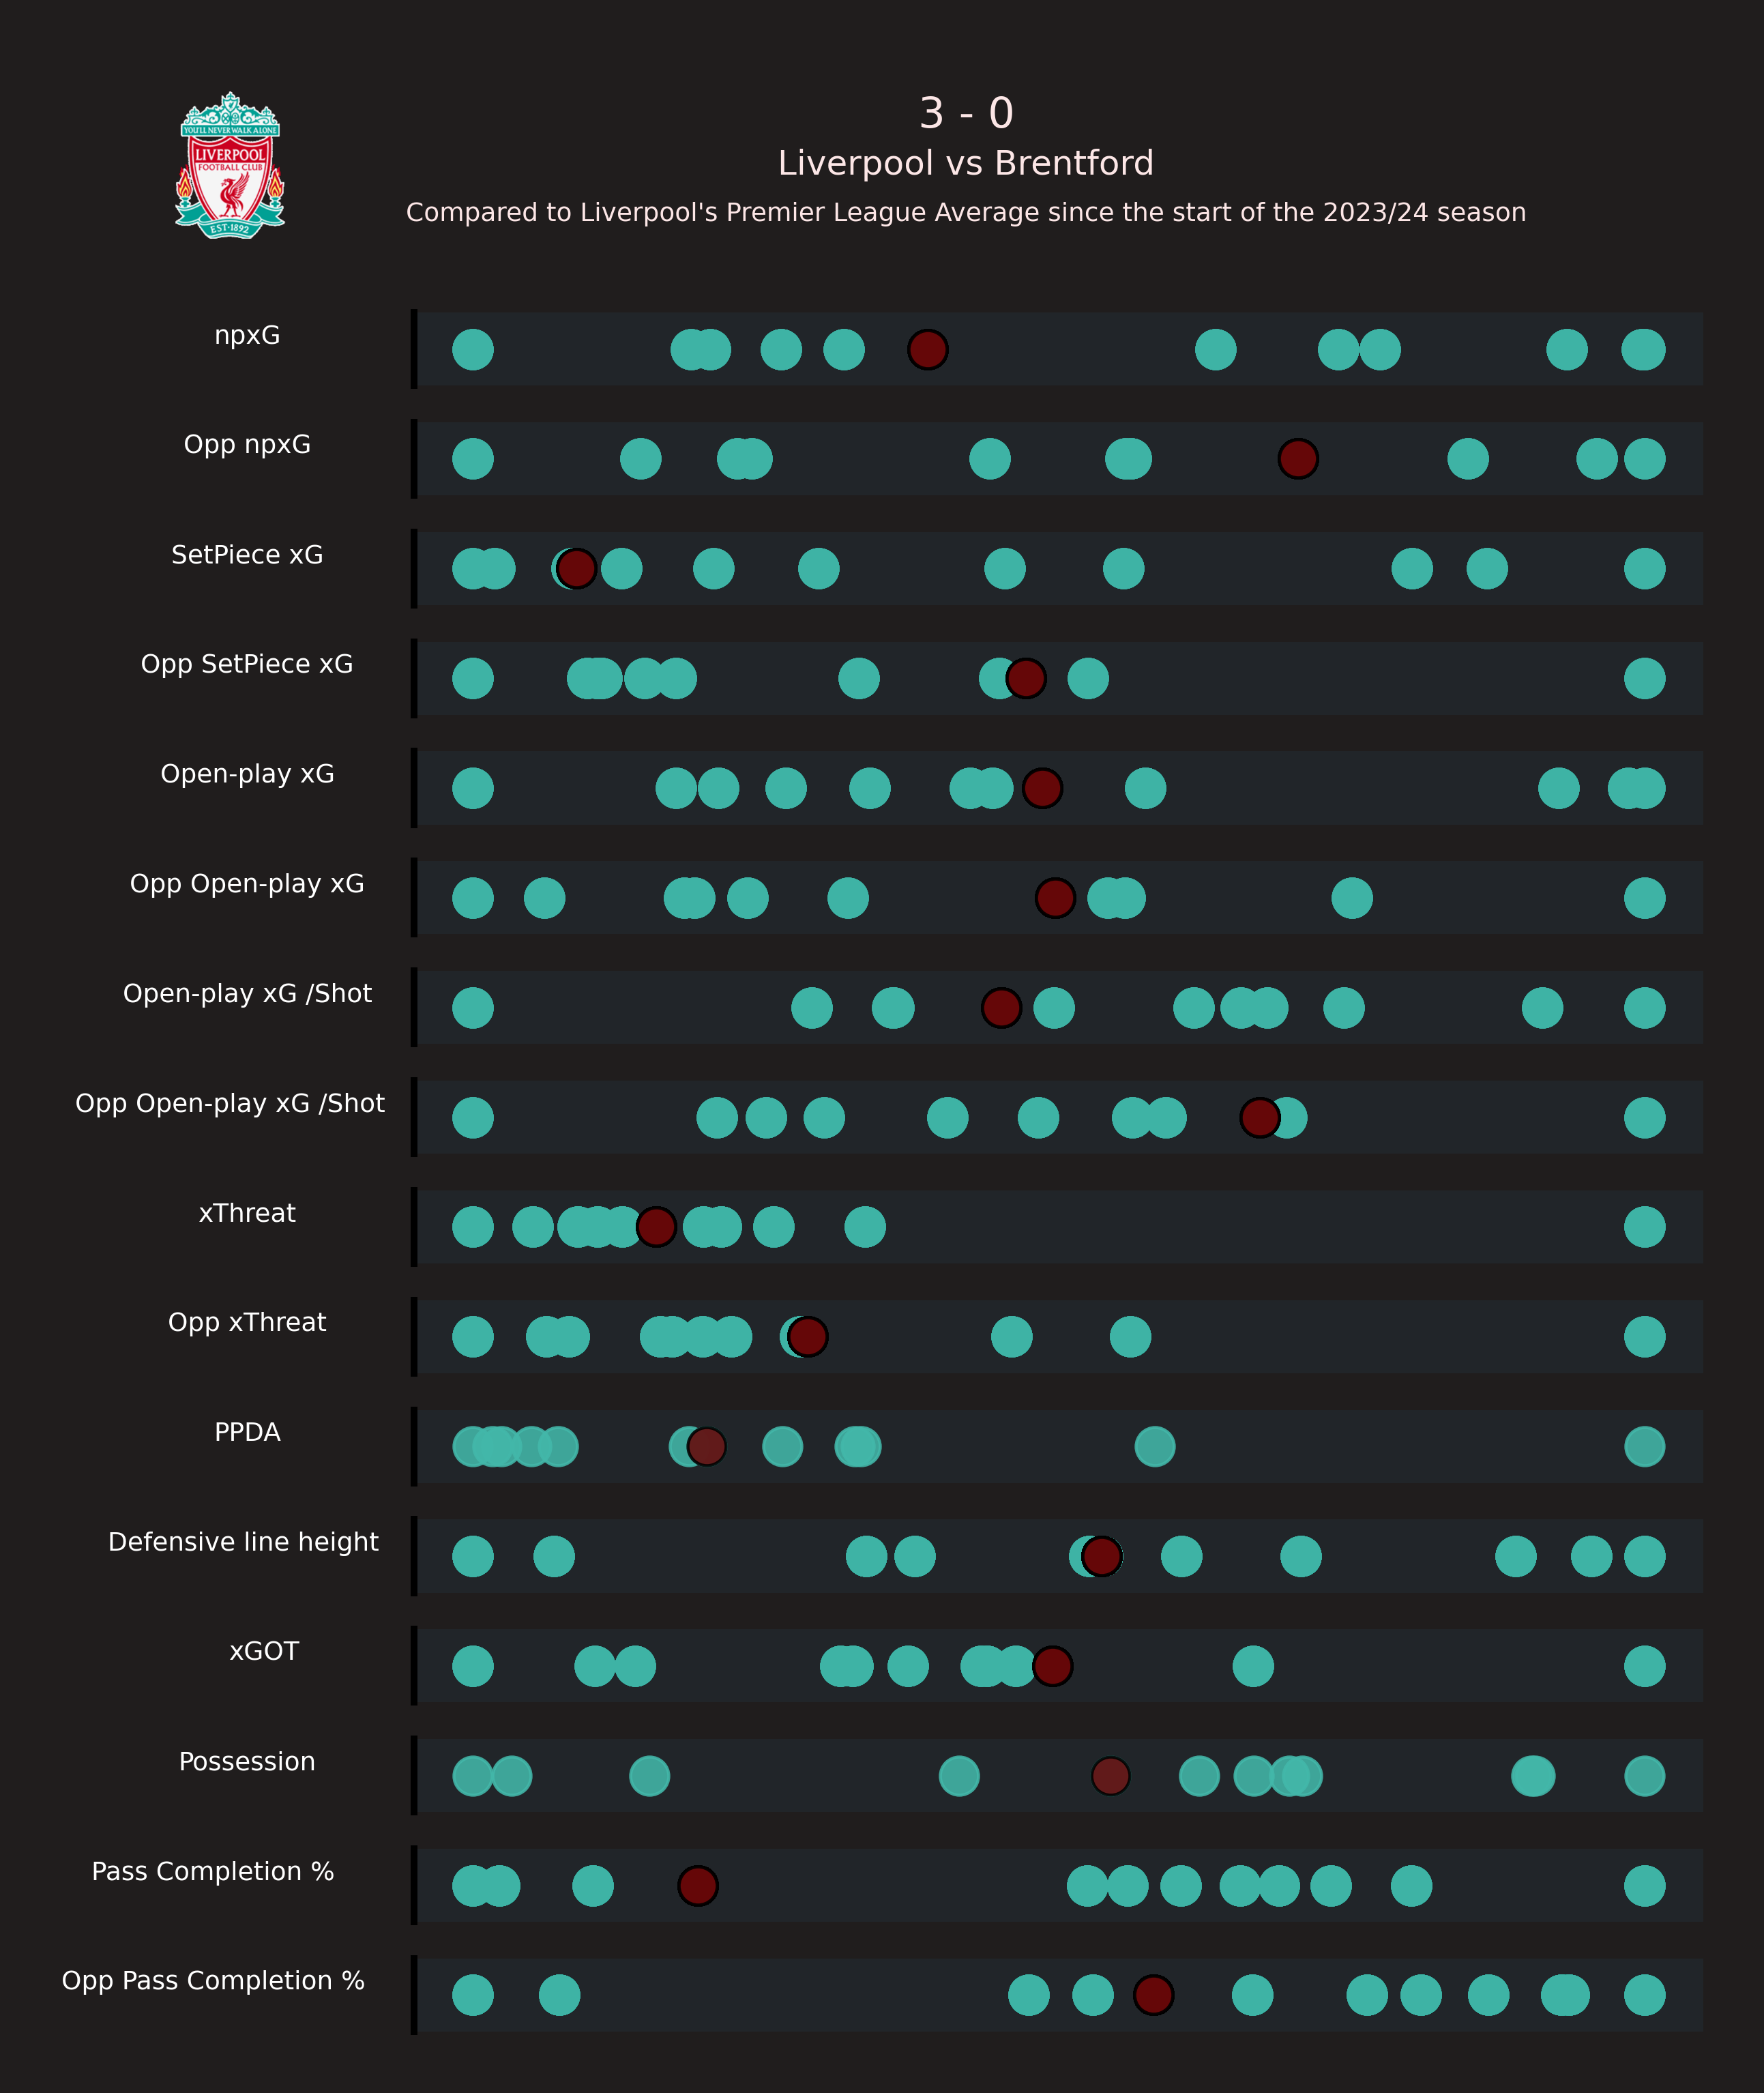 YOU'LL NEVER WALK ALONE
LIVERPOOL
FOOTBALL CLUB
EST·1892
3 - 0
Liverpool vs Brentford
Compared to Liverpool's Premier League Average since the start of the 2023/24 season
npxG
Opp npxG
SetPiece xG
Opp SetPiece xG
Open-play xG
Opp Open-play xG
Open-play xG /Shot
Opp Open-play xG /Shot
xThreat
Opp xThreat
PPDA
Defensive line height
xGOT
Possession
Pass Completion %
Opp Pass Completion %